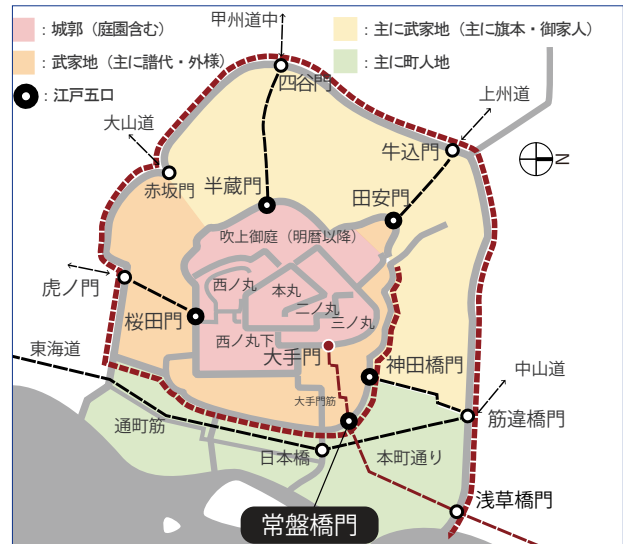 ：城郭（庭園含む）
：武家地（主に譜代・外様）
：江戸五口
甲州道中
：主に武家地（主に旗本・御家人）
：主に町人地
四谷門
上州道
大山道
牛込門
N
赤坂門
半蔵門
田安門
吹上御庭（明暦以降）
虎ノ門
西ノ丸
本丸
二ノ丸
三ノ丸
桜田門
西ノ丸下
大手門
東海道
神田橋門
中山道
大手門筋
通町筋
筋違橋門
日本橋
本町通り
浅草橋門
常盤橋門